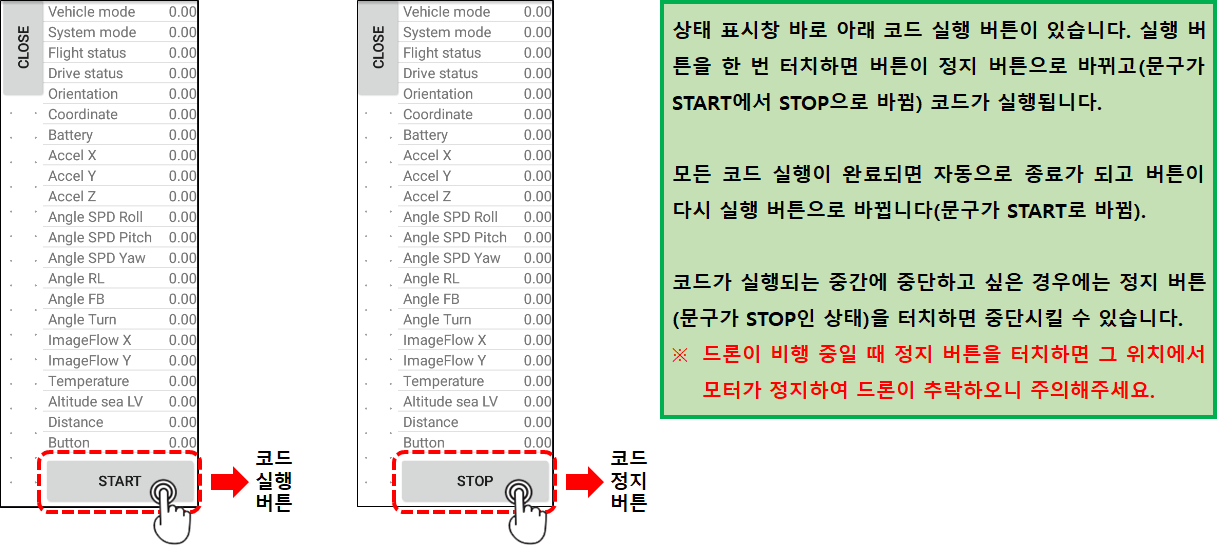 CLOSE
Vehicle mode 0.00
System mode 0.00
Flight status 0.00
Drive status 0.00
Orientation 0.00
Coordinate 0.00
Battery 0.00
Accel X 0.00
Accel Y 0.00
Accel Z 0.00
Angle SPD Roll 0.00
Angle SPD Pitch 0.00
Angle SPD Yaw 0.00
Angle RL 0.00
Angle FB 0.00
Angle Turn 0.00
ImageFlow X 0.00
ImageFlow Y 0.00
Temperature 0.00
Altitude sea LV 0.00
Distance 0.00
Button 0.00
START
코드
실행
버튼
CLOSE
Vehicle mode 0.00
System mode 0.00
Flight status 0.00
Drive status 0.00
Orientation 0.00
Coordinate 0.00
Battery 0.00
Accel X 0.00
Accel Y 0.00
Accel Z 0.00
Angle SPD Roll 0.00
Angle SPD Pitch 0.00
Angle SPD Yaw 0.00
Angle RL 0.00
Angle FB 0.00
Angle Turn 0.00
ImageFlow X 0.00
ImageFlow Y 0.00
Temperature 0.00
Altitude sea LV 0.00
Distance 0.00
Button 0.00
STOP
코드
정지
버튼
상태 표시창 바로 아래 코드 실행 버튼이 있습니다. 실행 버
튼을 한 번 터치하면 버튼이 정지 버튼으로 바뀌고(문구가
START에서 STOP으로 바뀜) 코드가 실행됩니다.
모든 코드 실행이 완료되면 자동으로 종료가 되고 버튼이
다시 실행 버튼으로 바뀝니다(문구가 START로 바뀜).
코드가 실행되는 중간에 중단하고 싶은 경우에는 정지 버튼
(문구가 STOP인 상태)을 터치하면 중단시킬 수 있습니다.
※ 드론이 비행 중일 때 정지 버튼을 터치하면 그 위치에서
모터가 정지하여 드론이 추락하오니 주의해주세요.